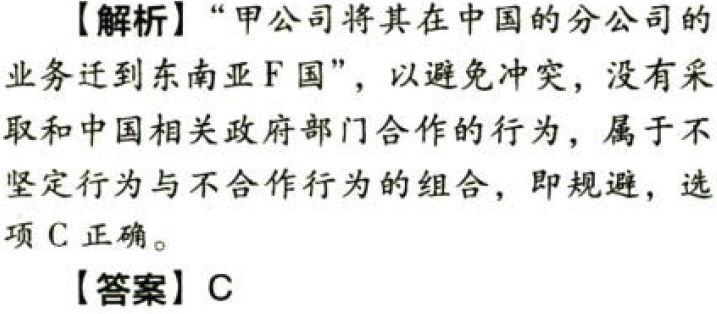 【解析】“甲公司将其在中国的分公司的
业务迁到东南亚F国”，以避免冲突，没有采
取和中国相关政府部门合作的行为，属于不
坚定行为与不合作行为的组合，即规避，选
项C正确。
【答案】C